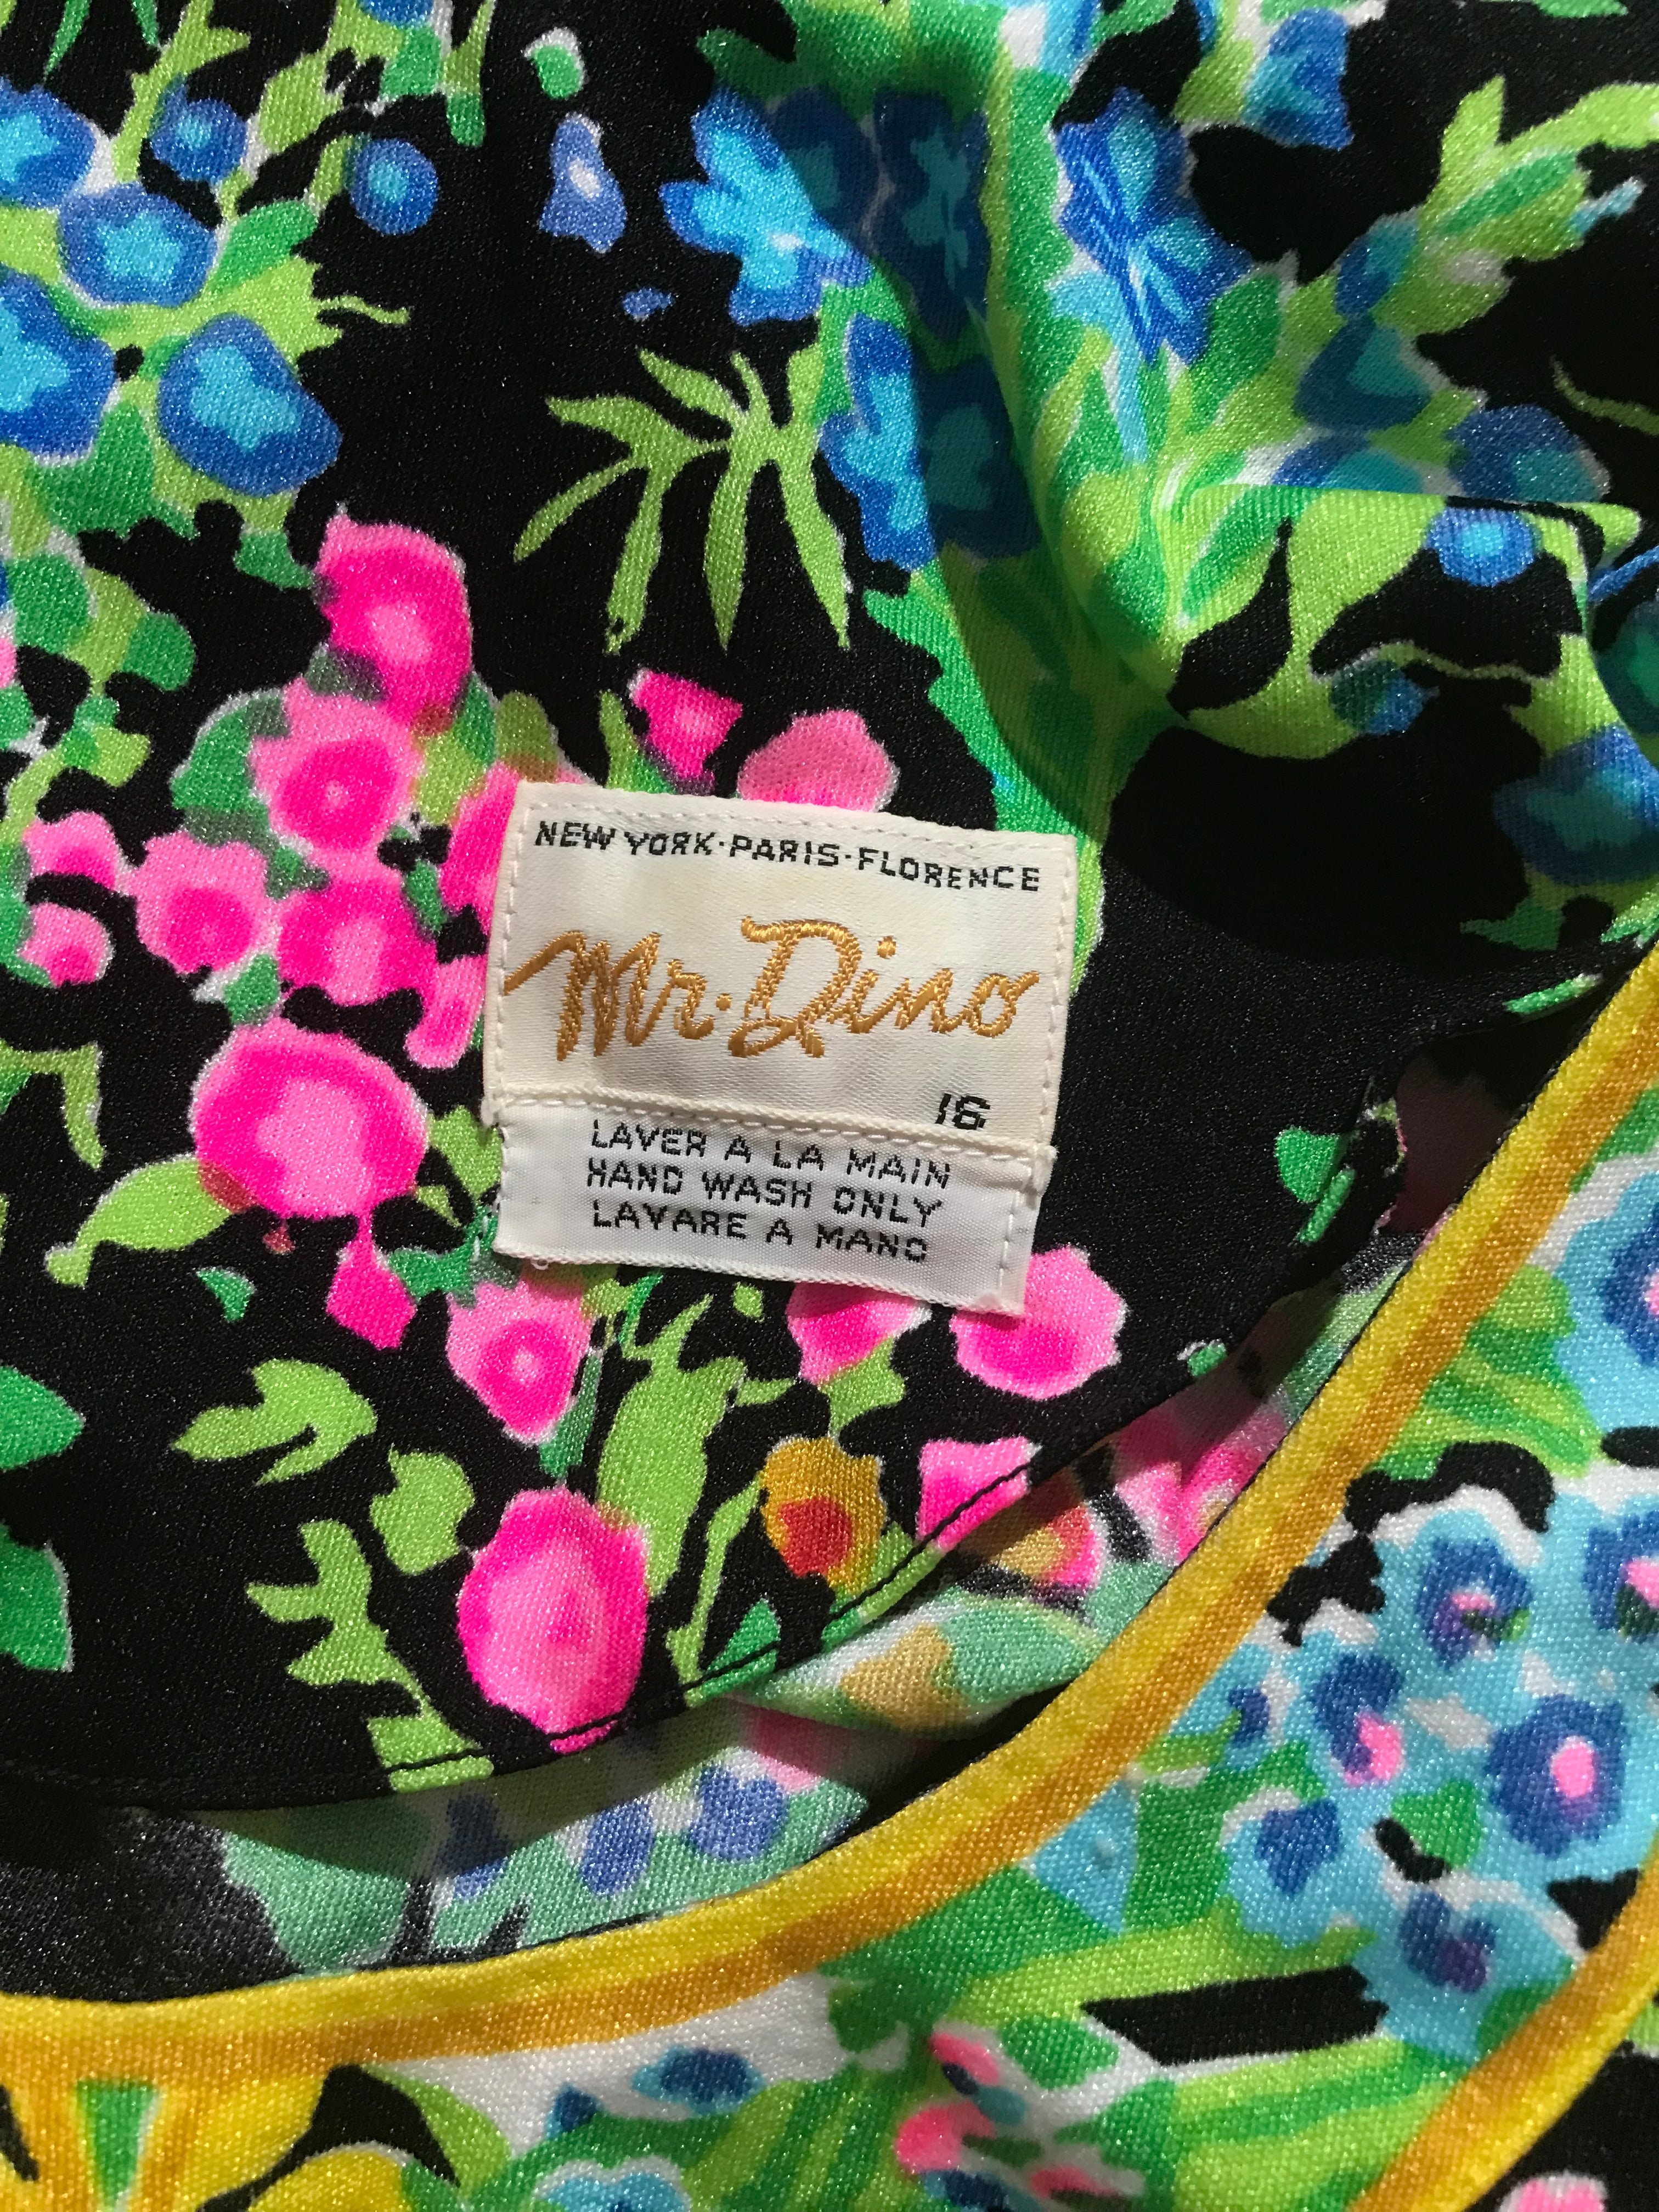 NEW YORK·PARIS·FLORENCE
Mr. Dino
16
LAVER A LA MAIN
HAND WASH ONLY
LAVARE A MANO